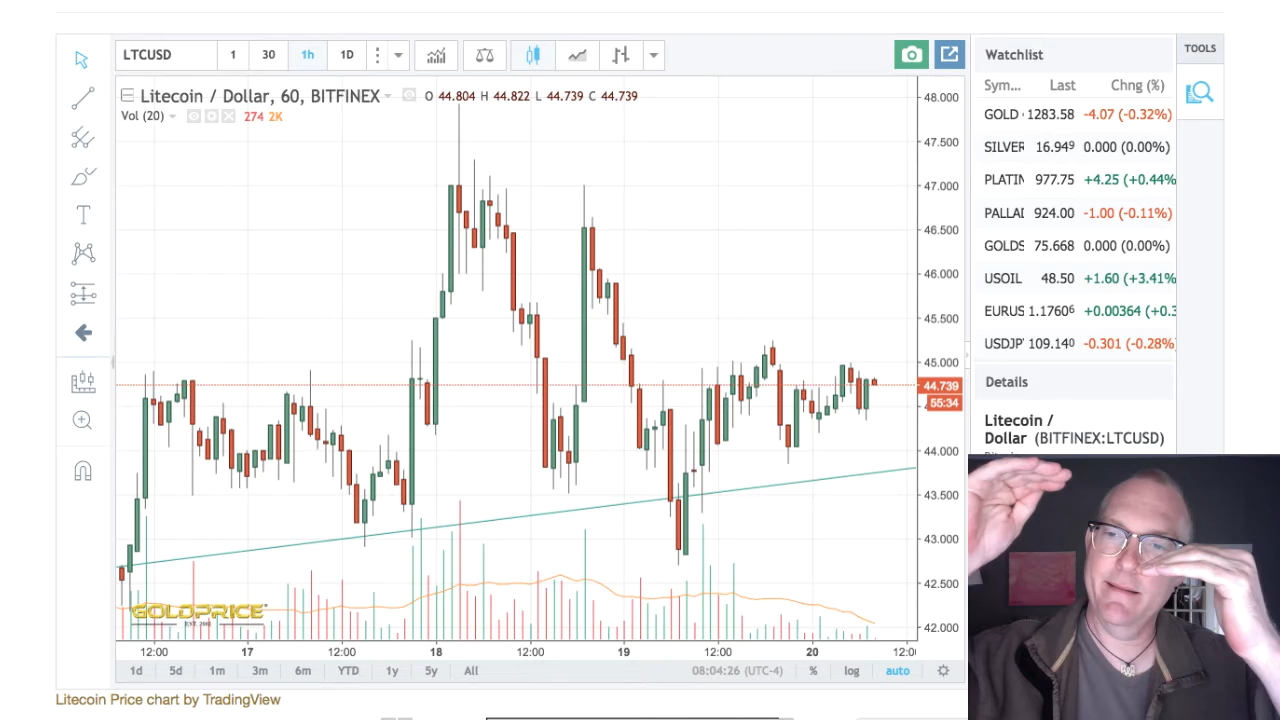 LTCUSD 1 30 1h 1D
Litecoin / Dollar, 60, BITFINEX O 44.804 H 44.822 L 44.739 C 44.739
Vol (20) 274 2K
48.000
47.500
47.000
46.500
46.000
45.500
45.000
44.739
55:34
44.000
43.500
43.000
42.500
42.000
GOLDPRICE
EST. 2002
12:00 17 12:00 18 12:00 19 12:00 20 12:0
1d 5d 1m 3m 6m YTD 1y 5y All 08:04:26 (UTC-4) % log auto
Litecoin Price chart by TradingView
Watchlist
Sym... Last Chng (%)
GOLD 1283.58 -4.07 (-0.32%)
SILVER 16.949 0.000 (0.00%)
PLATIN 977.75 +4.25 (+0.44%
PALLAD 924.00 -1.00 (-0.11%)
GOLDS 75.668 0.000 (0.00%)
USOIL 48.50 +1.60 (+3.41%
EURUS 1.17606 +0.00364 (+0.3
USDJP 109.140 -0.301 (-0.28%)
Details
Litecoin /
Dollar (BITFINEX:LTCUSD)
TOOLS